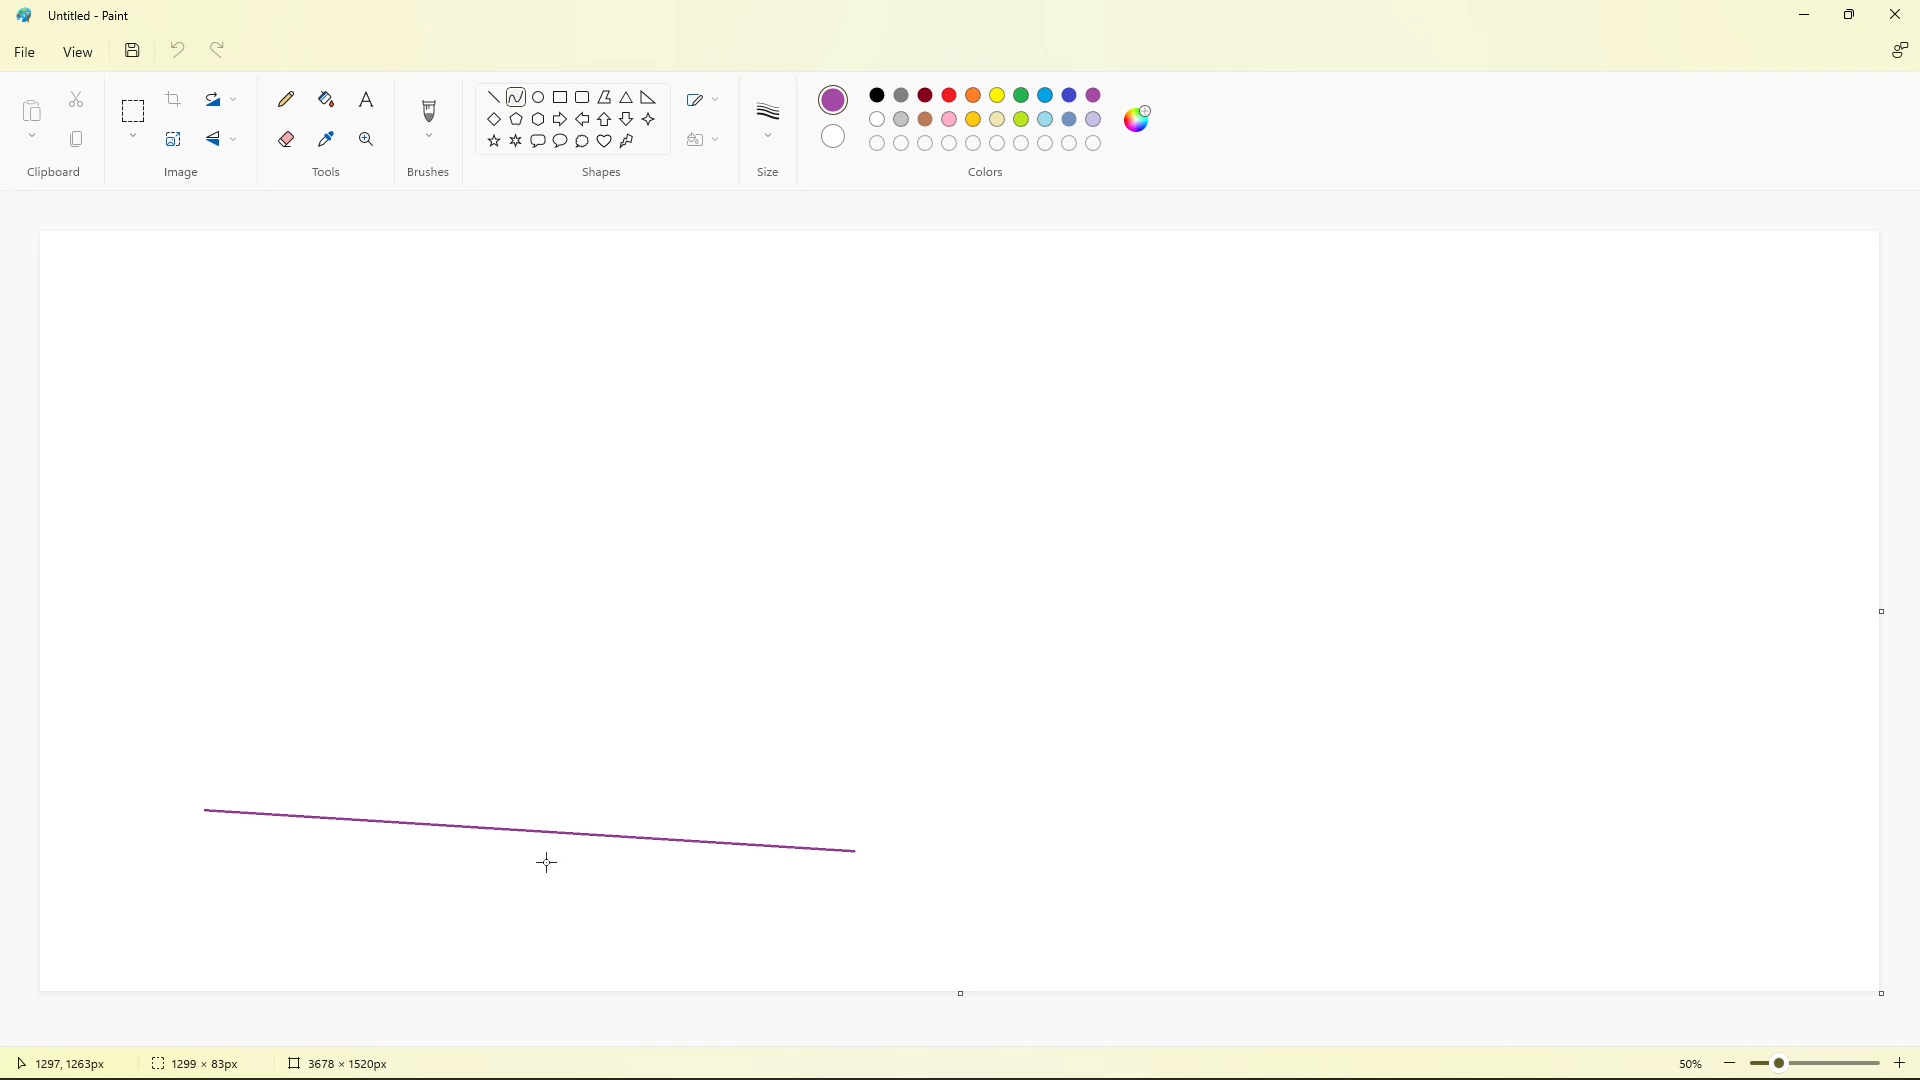 Untitled - Paint
File View
Clipboard
Image
Tools
Brushes
Shapes
Size
Colors
1297, 1263px
1299 × 83px
3678 × 1520px
50%